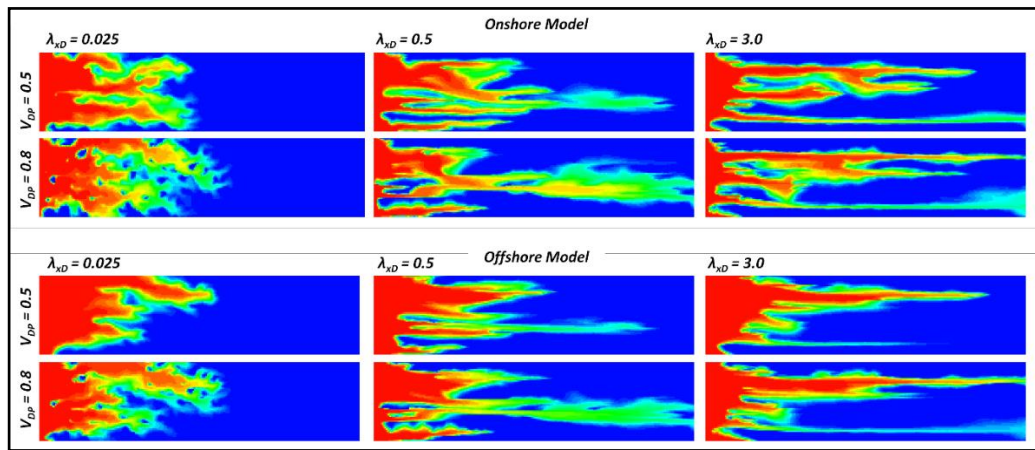 Onshore Model
λxD = 0.025 λxD = 0.5 λxD = 3.0
VDP = 0.5
VDP = 0.8
Offshore Model
λxD = 0.025 λxD = 0.5 λxD = 3.0
VDP = 0.5
VDP = 0.8